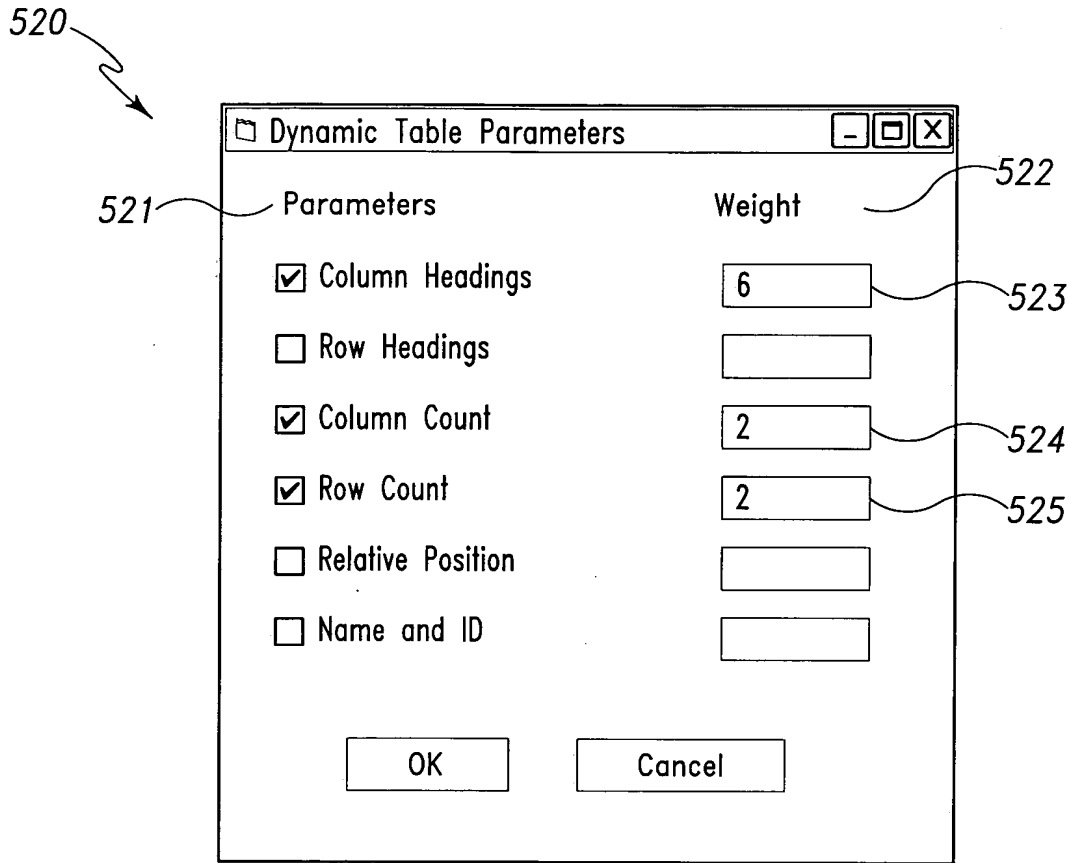 520
Dynamic Table Parameters
522
521 Parameters Weight
Column Headings 6 523
Row Headings
Column Count 2 524
Row Count 2 525
Relative Position
Name and ID
OK Cancel